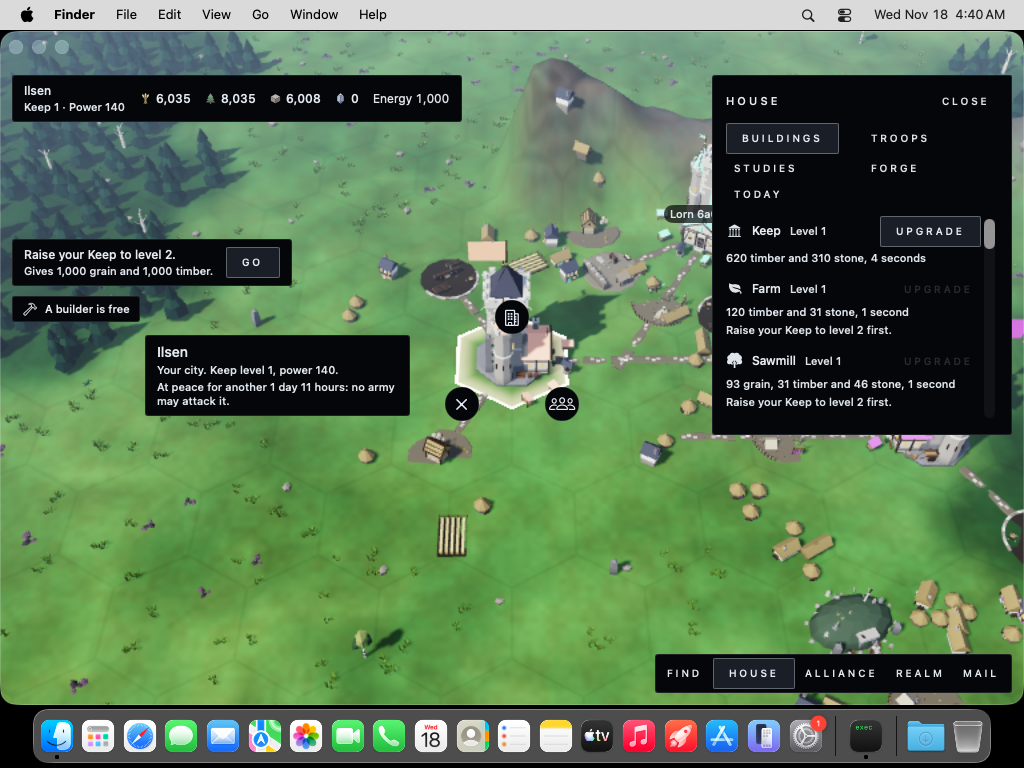 Finder File Edit View Go Window Help Wed Nov 18 4:40 AM
Ilsen
Keep 1 · Power 140
6,035 8,035 6,008 0 Energy 1,000
Raise your Keep to level 2.
Gives 1,000 grain and 1,000 timber.
GO
A builder is free
Ilsen
Your city. Keep level 1, power 140.
At peace for another 1 day 11 hours: no army
may attack it.
HOUSE CLOSE
BUILDINGS TROOPS
STUDIES FORGE
TODAY
Keep Level 1 UPGRADE
620 timber and 310 stone, 4 seconds
Farm Level 1 UPGRADE
120 timber and 31 stone, 1 second
Raise your Keep to level 2 first.
Sawmill Level 1 UPGRADE
93 grain, 31 timber and 46 stone, 1 second
Raise your Keep to level 2 first.
Lorn
FIND HOUSE ALLIANCE REALM MAIL
Wed
18
tv
1
exec